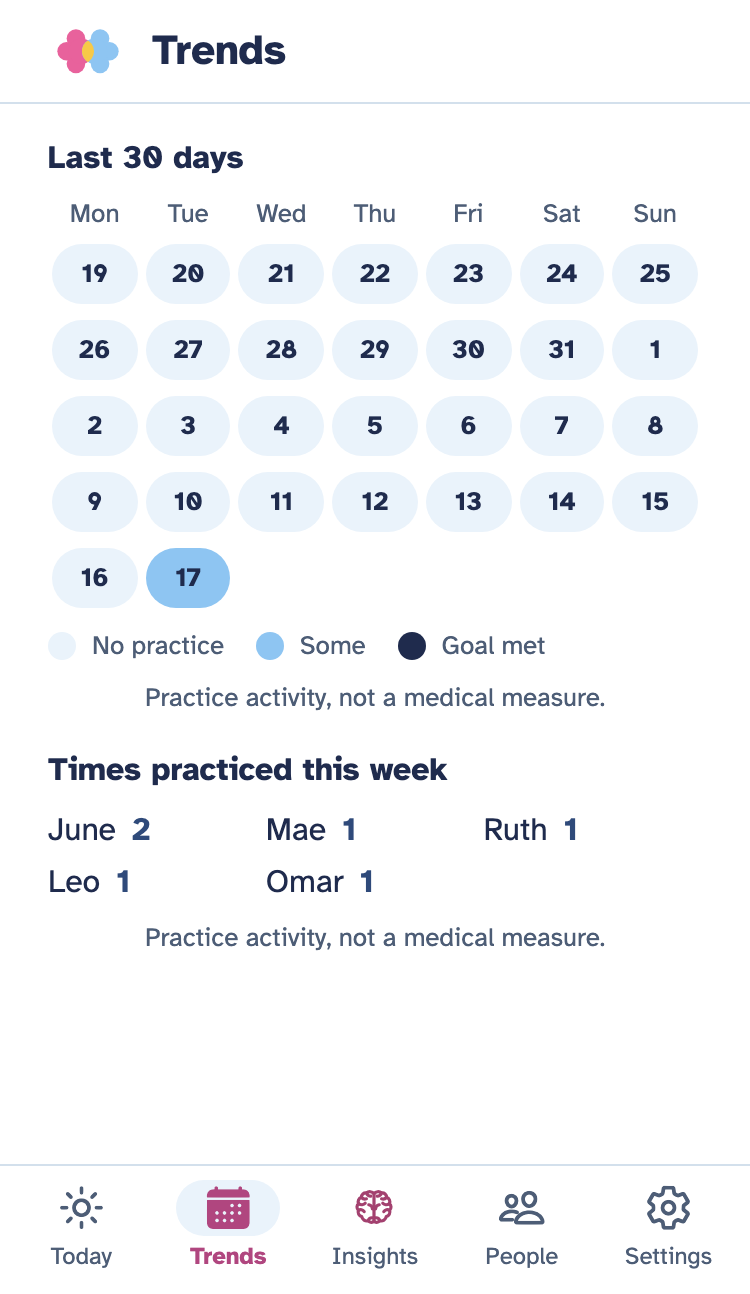 Trends
Last 30 days
Mon Tue Wed Thu Fri Sat Sun
19 20 21 22 23 24 25
26 27 28 29 30 31 1
2 3 4 5 6 7 8
9 10 11 12 13 14 15
16 17
No practice Some Goal met
Practice activity, not a medical measure.
Times practiced this week
June 2 Mae 1 Ruth 1
Leo 1 Omar 1
Practice activity, not a medical measure.
Today Trends Insights People Settings